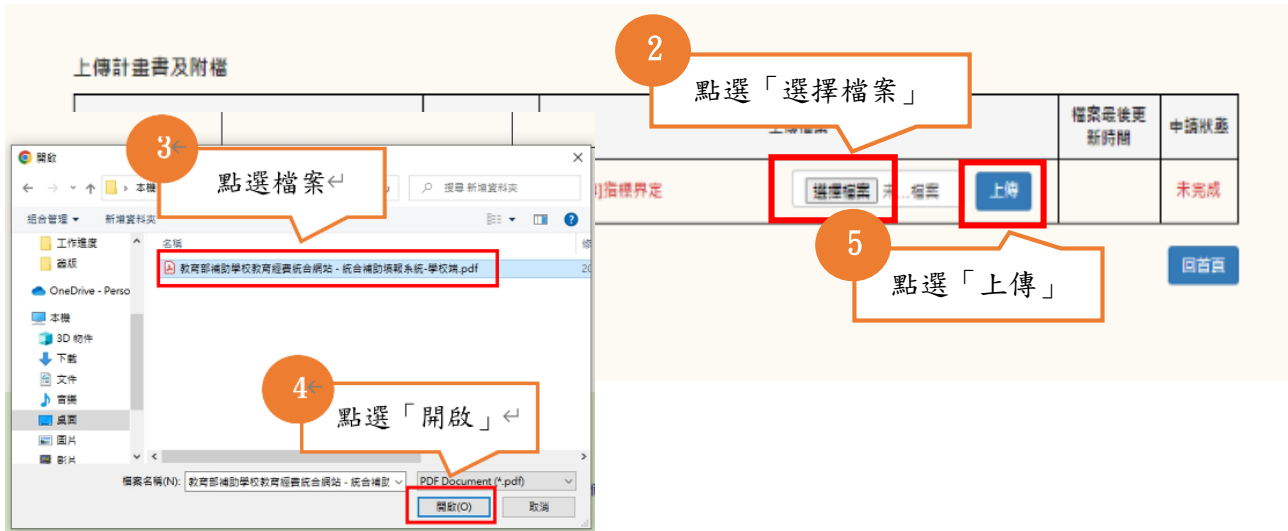 上傳計畫書及附檔
2
點選「選擇檔案」
檔案最後更
新時間
申請狀態
]指標界定
選擇檔案 未...檔案
上傳
未完成
5
點選「上傳」
回首頁
開啟
3
點選檔案
本機
搜尋 新增資料夾
組合管理
新增資料夾
名稱
工作進度
舊版
OneDrive - Perso
本機
3D 物件
下載
文件
音樂
桌面
圖片
影片
教育部補助學校教育經費統合網站 - 統合補助填報系統-學校端.pdf
20
4
點選「開啟」
檔案名稱(N):
教育部補助學校教育經費統合網站 - 統合補助
PDF Document (*.pdf)
開啟(O)
取消